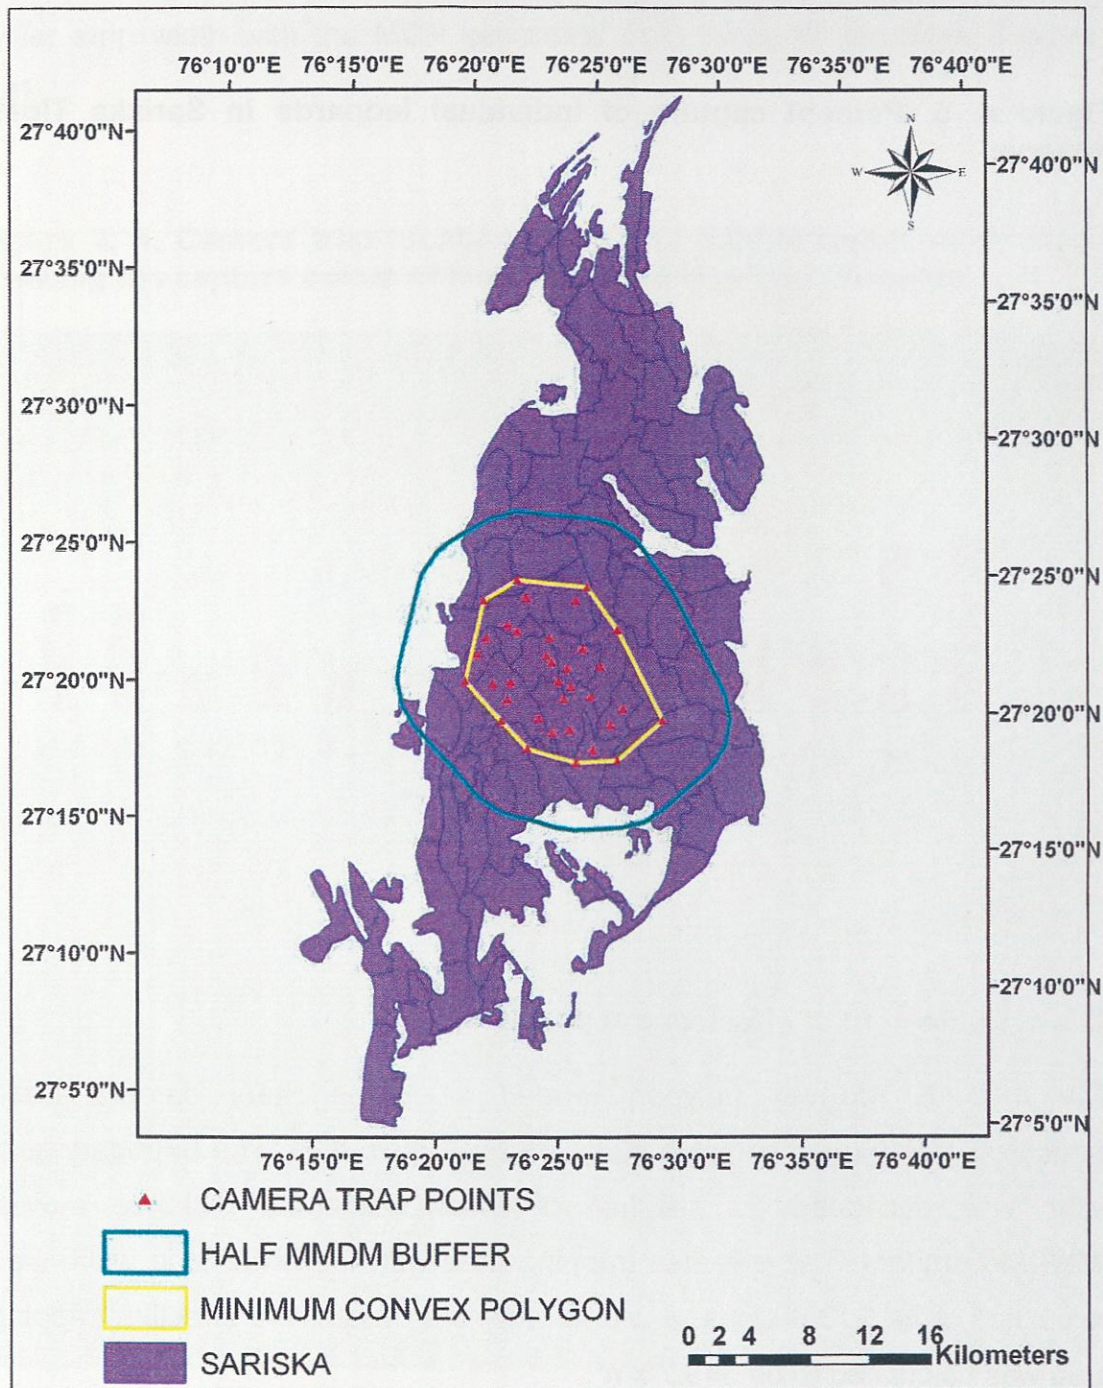 76°10'0"E 76°15'0"E 76°20'0"E 76°25'0"E 76°30'0"E 76°35'0"E 76°40'0"E
27°40'0"N
27°35'0"N
27°30'0"N
27°25'0"N
27°20'0"N
27°15'0"N
27°10'0"N
27°5'0"N
N
W E
S
27°40'0"N
27°35'0"N
27°30'0"N
27°25'0"N
27°20'0"N
27°15'0"N
27°10'0"N
27°5'0"N
76°15'0"E 76°20'0"E 76°25'0"E 76°30'0"E 76°35'0"E 76°40'0"E
CAMERA TRAP POINTS
HALF MMDM BUFFER
MINIMUM CONVEX POLYGON
SARISKA
0 2 4 8 12 16
Kilometers